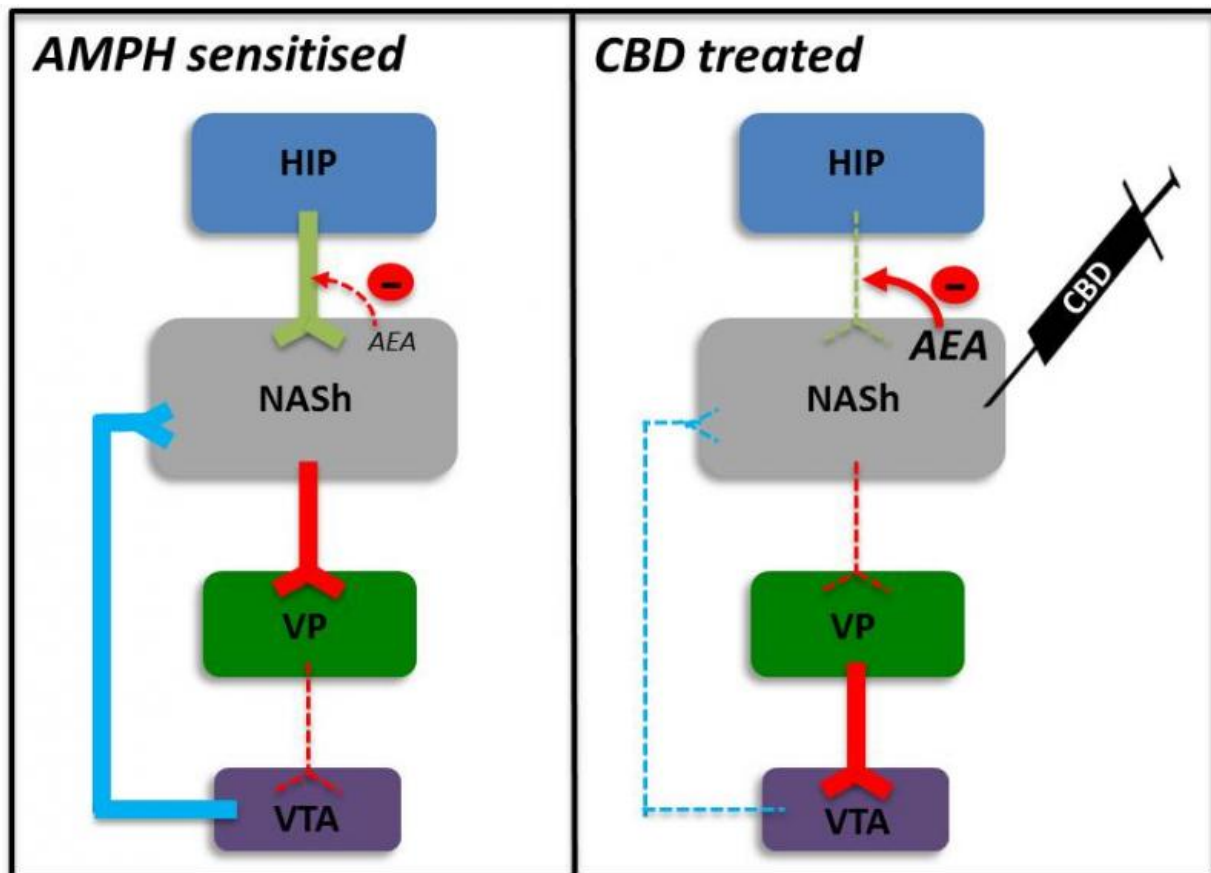 AMPH sensitised
HIP
-
AEA
NASh
VP
VTA
CBD treated
HIP
-
AEA
CBD
NASh
VP
VTA